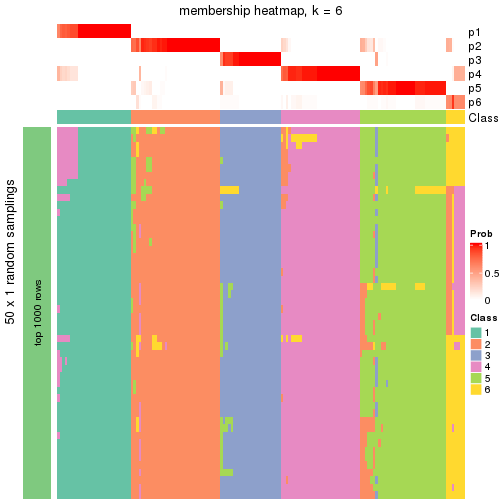 membership heatmap, k = 6
p1
p2
p3
p4
p5
p6
Class
50 x 1 random samplings
top 1000 rows
Prob
1
0.5
0
Class
1
2
3
4
5
6